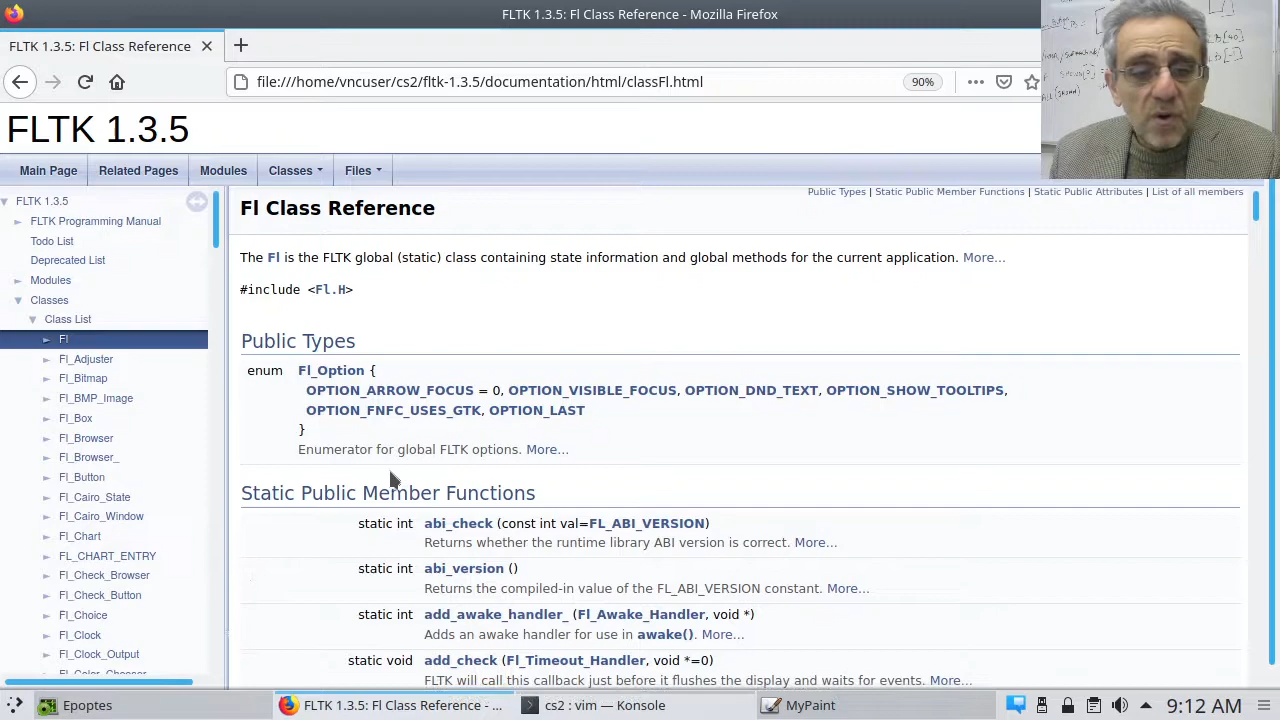 FLTK 1.3.5: Fl Class Reference - Mozilla Firefox
FLTK 1.3.5: Fl Class Reference
file:///home/vncuser/cs2/fltk-1.3.5/documentation/html/classFl.html
90%
FLTK 1.3.5
Main Page Related Pages Modules Classes Files
Public Types | Static Public Member Functions | Static Public Attributes | List of all members
FLTK 1.3.5
FLTK Programming Manual
Todo List
Deprecated List
Modules
Classes
Class List
Fl
Fl_Adjuster
Fl_Bitmap
Fl_BMP_Image
Fl_Box
Fl_Browser
Fl_Browser_
Fl_Button
Fl_Cairo_State
Fl_Cairo_Window
Fl_Chart
FL_CHART_ENTRY
Fl_Check_Browser
Fl_Check_Button
Fl_Choice
Fl_Clock
Fl_Clock_Output
Fl_Color_Chooser
Fl Class Reference
The Fl is the FLTK global (static) class containing state information and global methods for the current application. More...
#include <Fl.H>
Public Types
enum Fl_Option {
OPTION_ARROW_FOCUS = 0, OPTION_VISIBLE_FOCUS, OPTION_DND_TEXT, OPTION_SHOW_TOOLTIPS,
OPTION_FNFC_USES_GTK, OPTION_LAST
}
Enumerator for global FLTK options. More...
Static Public Member Functions
static int abi_check (const int val=FL_ABI_VERSION)
Returns whether the runtime library ABI version is correct. More...
static int abi_version ()
Returns the compiled-in value of the FL_ABI_VERSION constant. More...
static int add_awake_handler_ (Fl_Awake_Handler, void *)
Adds an awake handler for use in awake(). More...
static void add_check (Fl_Timeout_Handler, void *=0)
FLTK will call this callback just before it flushes the display and waits for events. More...
Epoptes
FLTK 1.3.5: Fl Class Reference - ...
cs2 : vim — Konsole
MyPaint
9:12 AM